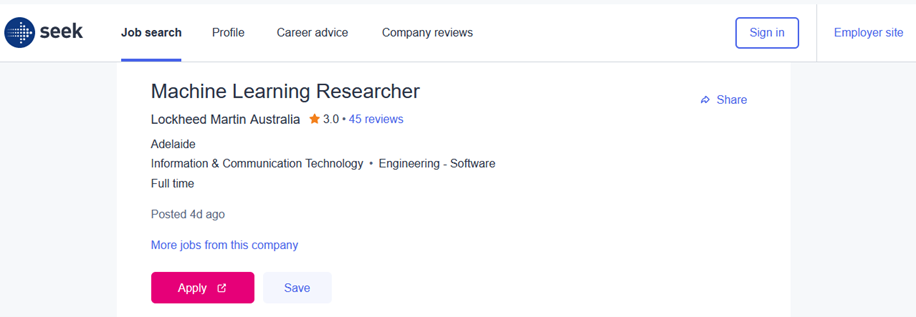 seek Job search Profile Career advice Company reviews Sign in Employer site
Machine Learning Researcher
Share
Lockheed Martin Australia 3.0 • 45 reviews
Adelaide
Information & Communication Technology • Engineering - Software
Full time
Posted 4d ago
More jobs from this company
Apply Save